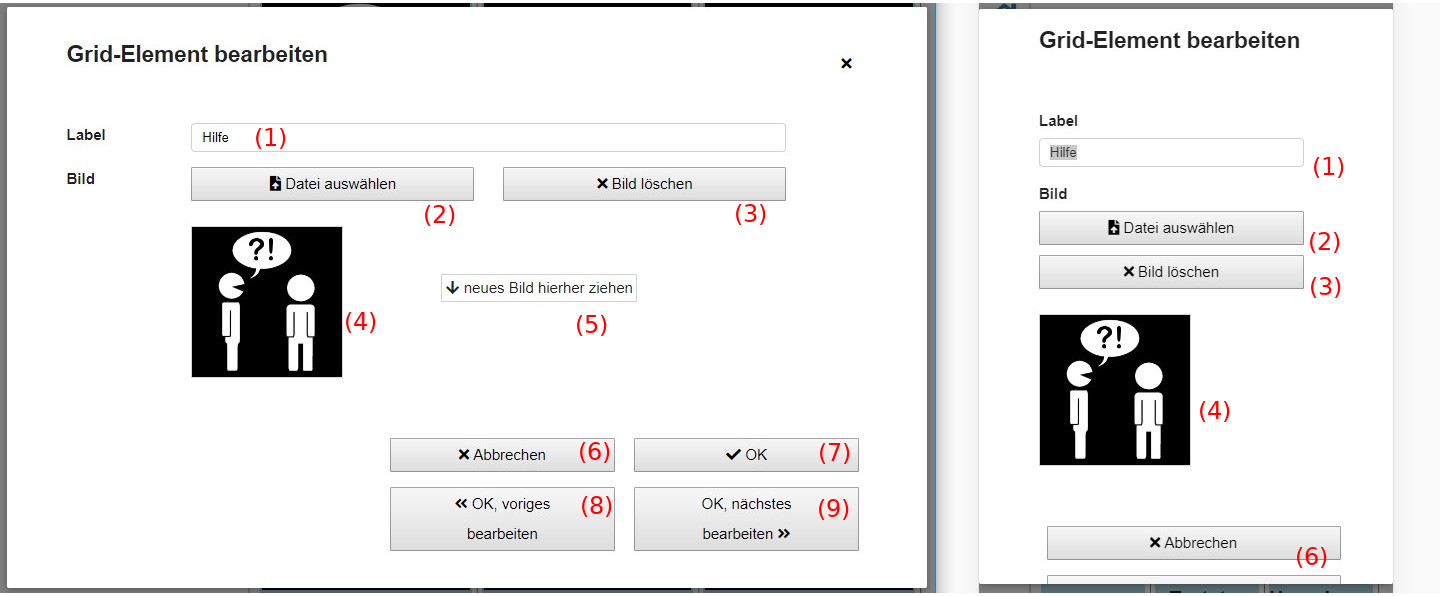 Grid-Element bearbeiten
Label
Hilfe (1)
Bild
Datei auswählen
Bild löschen
(2)
(3)
?!
(4)
neues Bild hierher ziehen
(5)
Abbrechen (6)
OK (7)
OK, voriges
bearbeiten
(8)
OK, nächstes
bearbeiten
(9)
Grid-Element bearbeiten
Label
Hilfe
(1)
Bild
Datei auswählen
(2)
Bild löschen
(3)
?!
(4)
Abbrechen
(6)